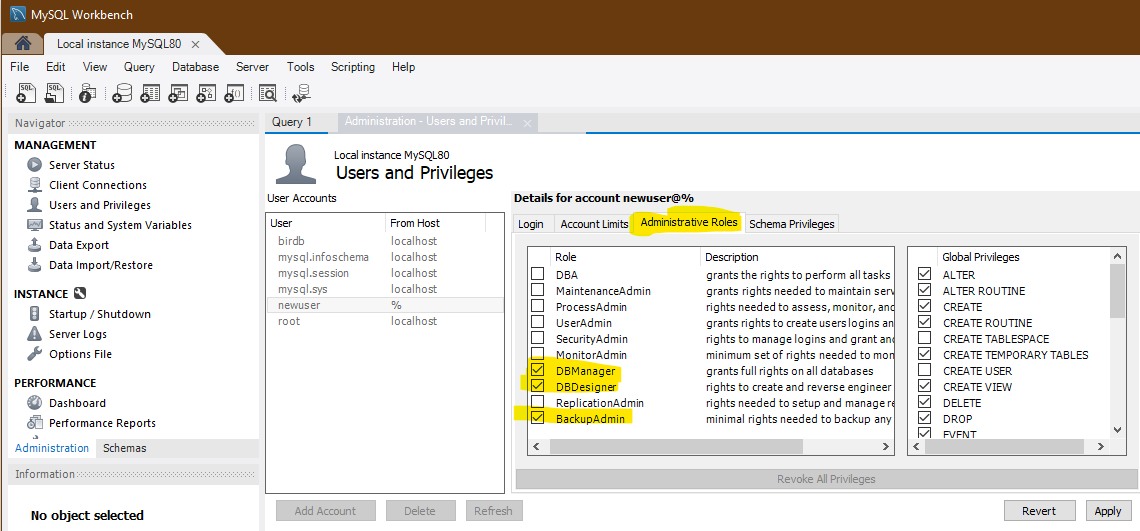 MySQL Workbench
Local instance MySQL80 ×
File Edit View Query Database Server Tools Scripting Help
Navigator
MANAGEMENT
Server Status
Client Connections
Users and Privileges
Status and System Variables
Data Export
Data Import/Restore
INSTANCE
Startup / Shutdown
Server Logs
Options File
PERFORMANCE
Dashboard
Performance Reports
Administration Schemas
Information
No object selected
Query 1 Administration - Users and Privil... ×
Local instance MySQL80
Users and Privileges
User Accounts
User From Host
birdb localhost
mysql.infoschema localhost
mysql.session localhost
mysql.sys localhost
newuser %
root localhost
Add Account Delete Refresh
Details for account newuser@%
Login Account Limits Administrative Roles Schema Privileges
Role Description
DBA grants the rights to perform all tasks
MaintenanceAdmin grants rights needed to maintain serv
ProcessAdmin rights needed to assess, monitor, and
UserAdmin grants rights to create users logins an
SecurityAdmin rights to manage logins and grant and
MonitorAdmin minimum set of rights needed to mon
DBManager grants full rights on all databases
DBDesigner rights to create and reverse engineer
ReplicationAdmin rights needed to setup and manage re
BackupAdmin minimal rights needed to backup any
Global Privileges
ALTER
ALTER ROUTINE
CREATE
CREATE ROUTINE
CREATE TABLESPACE
CREATE TEMPORARY TABLES
CREATE USER
CREATE VIEW
DELETE
DROP
EVENT
Revoke All Privileges
Revert Apply